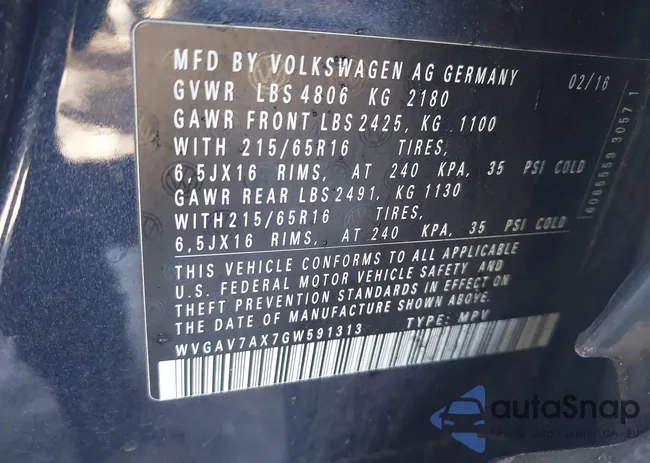 MFD BY VOLKSWAGEN AG GERMANY 02/16
GVWR LBS 4806 KG 2180
GAWR FRONT LBS 2425, KG 1100
WITH 215/65R16 TIRES,
6,5JX16 RIMS, AT 240 KPA, 35 PSI COLD
GAWR REAR LBS 2491, KG 1130
WITH 215/65R16 TIRES,
6,5JX16 RIMS, AT 240 KPA, 35 PSI COLD
THIS VEHICLE CONFORMS TO ALL APPLICABLE
U.S. FEDERAL MOTOR VEHICLE SAFETY AND
THEFT PREVENTION STANDARDS IN EFFECT ON
THE DATE OF MANUFACTURE SHOWN ABOVE.
WVGAV7AX7GW591313 TYPE: MPV
autaSnap